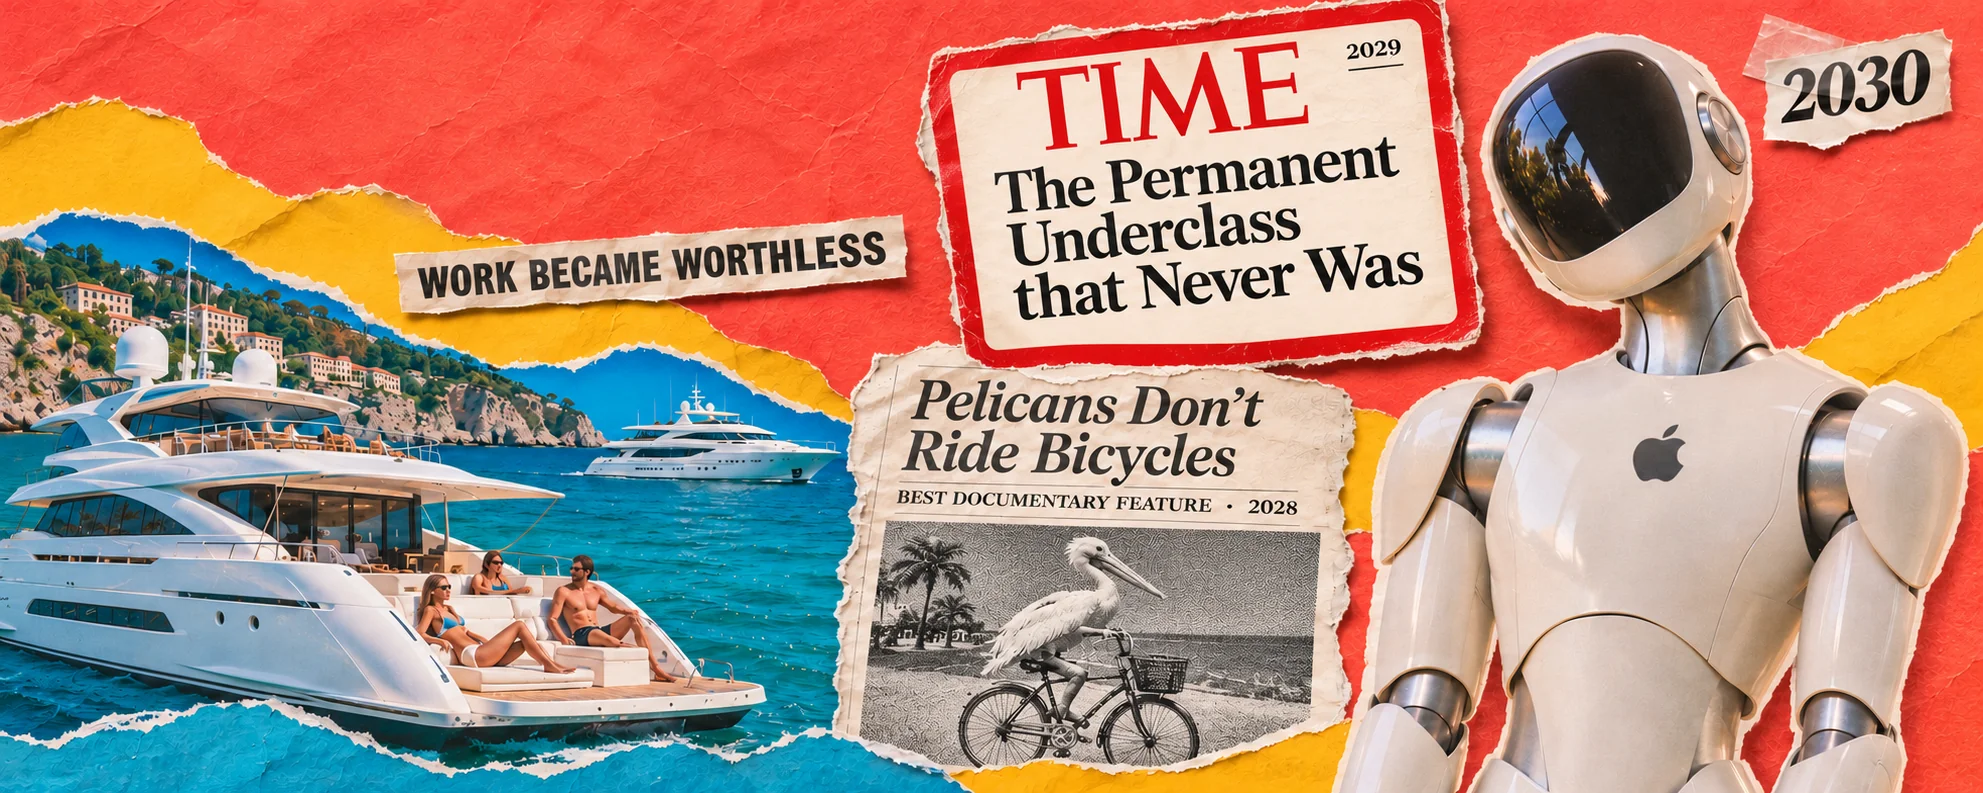 WORK BECAME WORTHLESS
TIME
2029
The Permanent
Underclass
that Never Was
Pelicans Don't
Ride Bicycles
BEST DOCUMENTARY FEATURE • 2028
2030